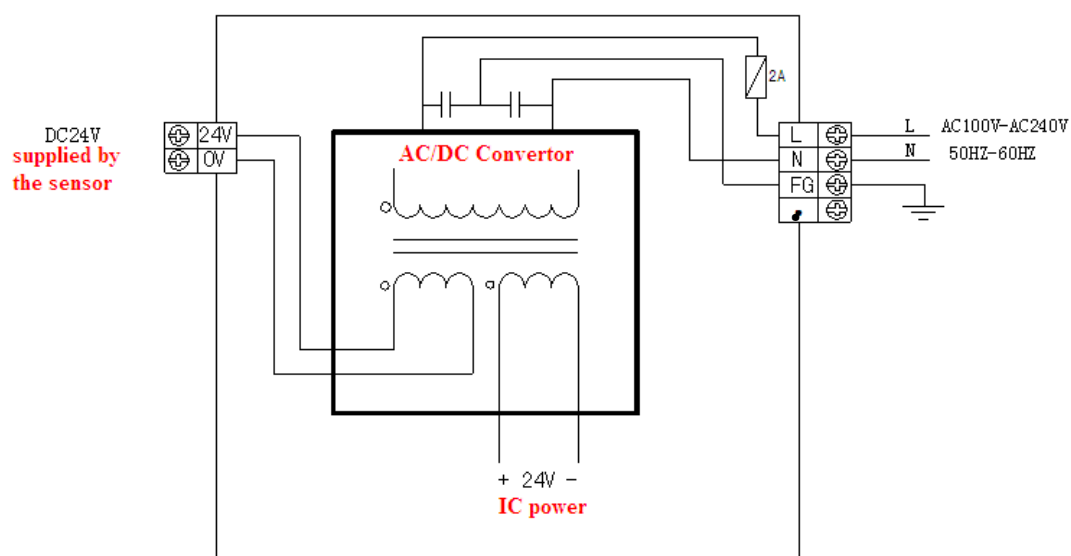 2A
DC24V
supplied by
the sensor
24V
0V
AC/DC Convertor
L
N
FG
L
N
AC100V-AC240V
50HZ-60HZ
+ 24V -
IC power